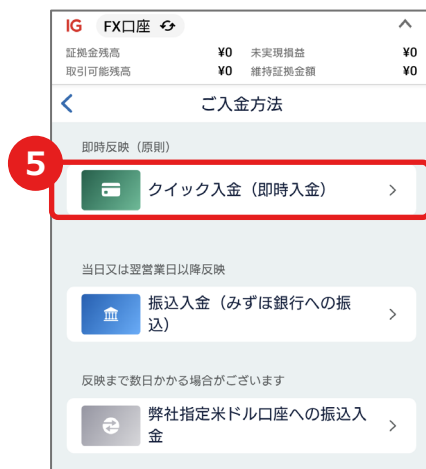 IG FX口座
証拠金残高 ¥0 未実現損益 ¥0
取引可能残高 ¥0 維持証拠金額 ¥0
ご入金方法
即時反映（原則）
5
クイック入金（即時入金）
当日又は翌営業日以降反映
振込入金（みずほ銀行への振
込）
反映まで数日かかる場合がございます
弊社指定米ドル口座への振込入
金